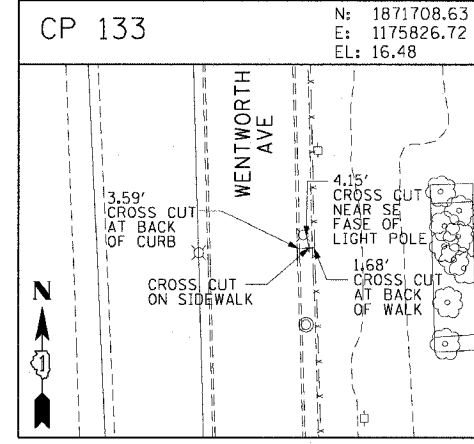 CP 133
N: 1871708.63
E: 1175826.72
EL: 16.48
WENTWORTH
AVE
3.59'
CROSS CUT
AT BACK
OF CURB
4.15'
CROSS CUT
NEAR SE
FASE OF
LIGHT POLE
CROSS CUT
ON SIDEWALK
1.68'
CROSS CUT
AT BACK
OF WALK
N
1